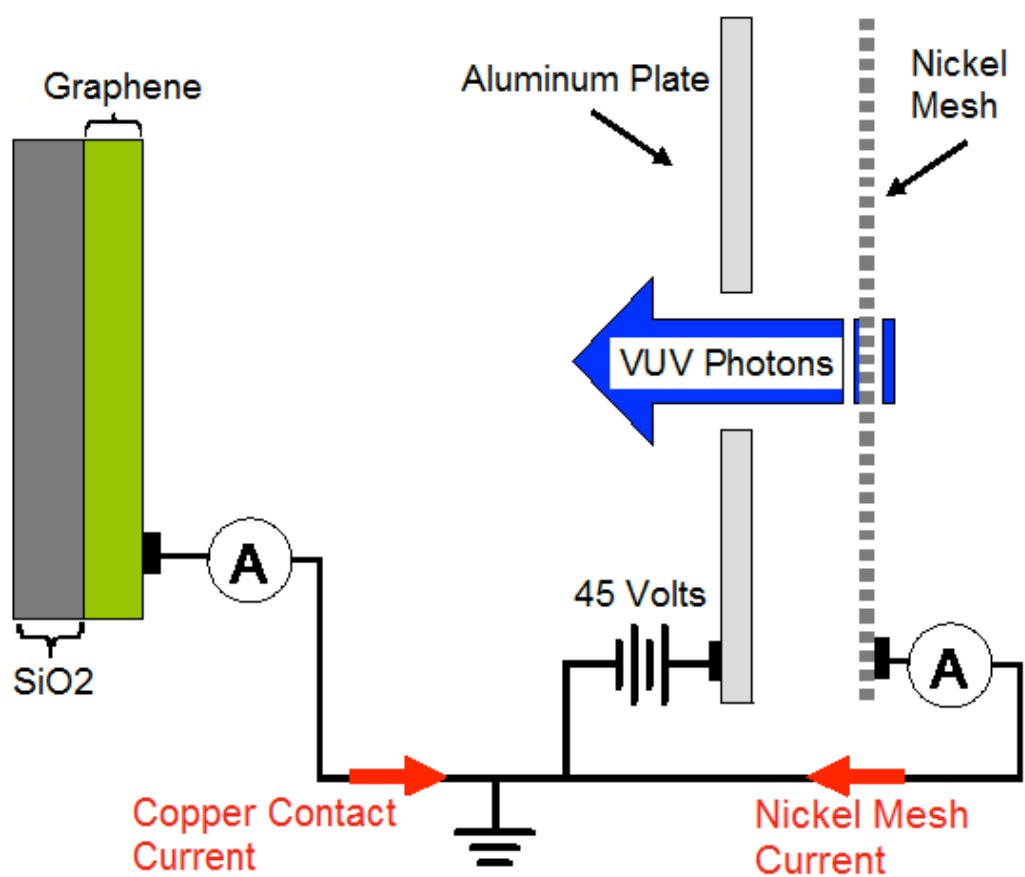 Graphene
Aluminum Plate
Nickel
Mesh
VUV Photons
A
45 Volts
A
SiO2
Copper Contact
Current
Nickel Mesh
Current